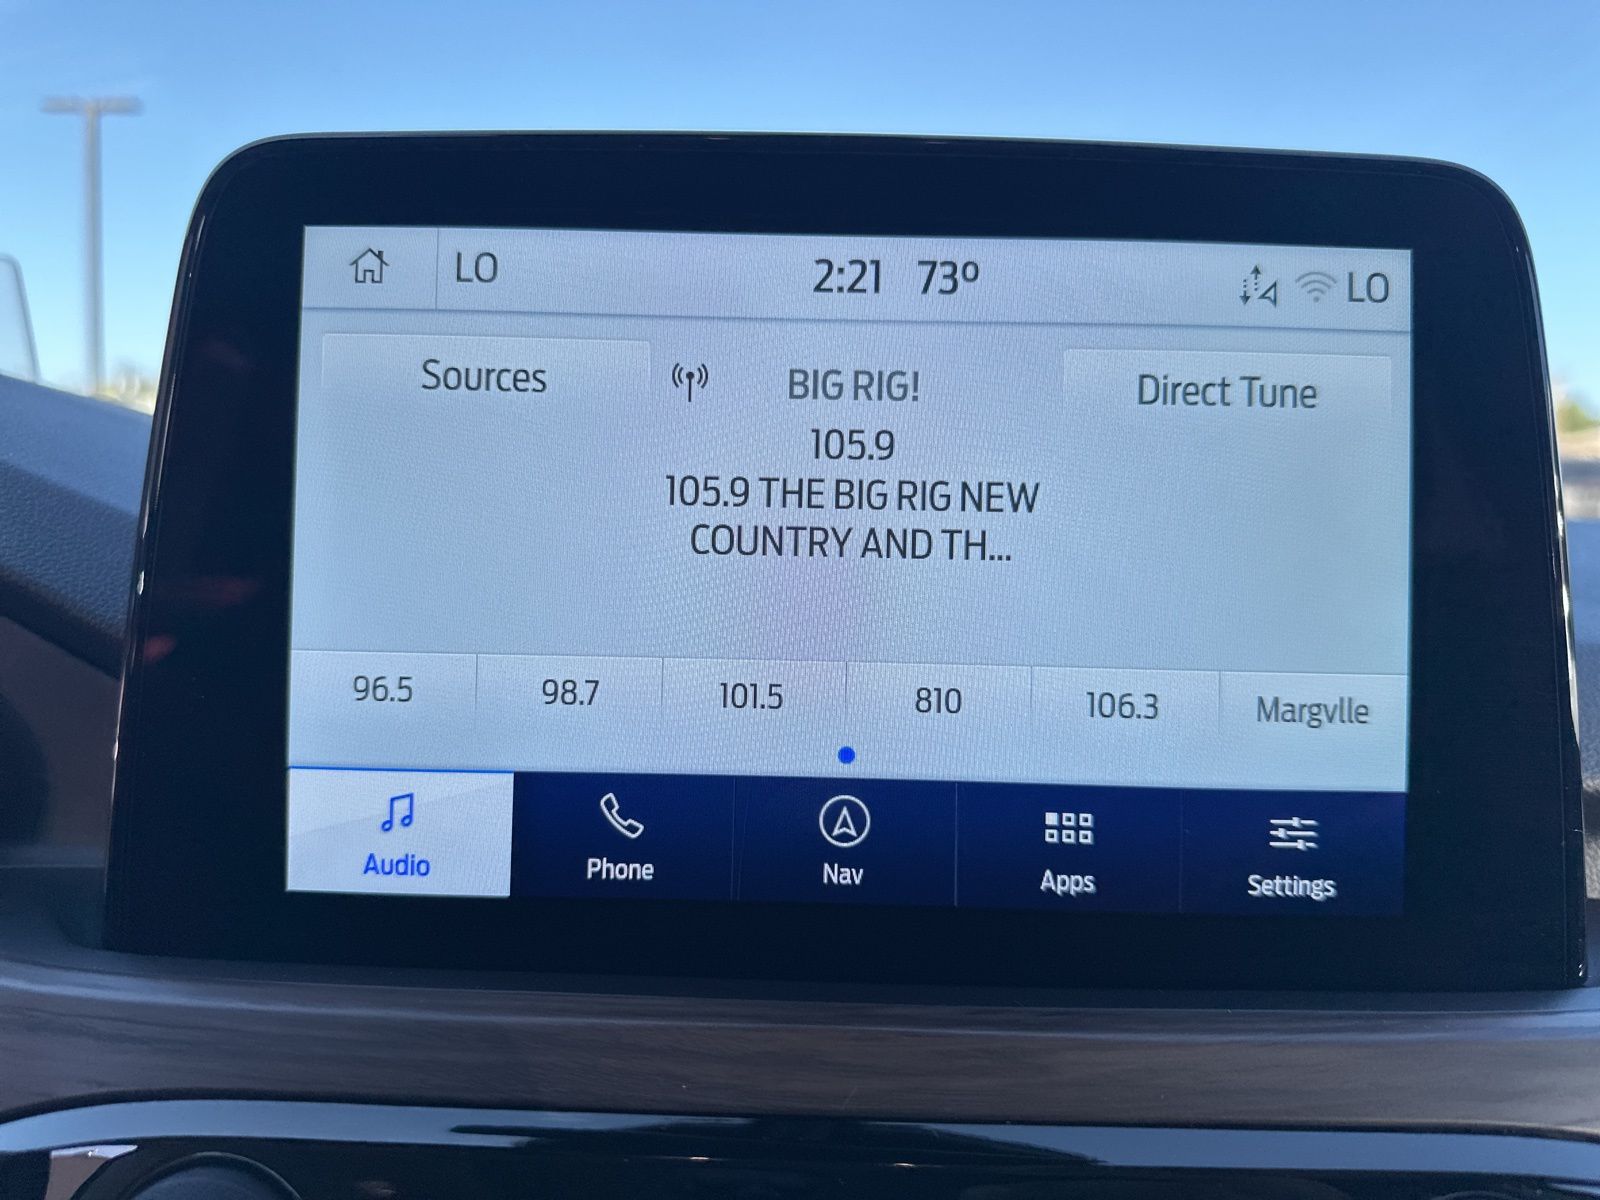 LO 2:21 73° LO
Sources BIG RIG! Direct Tune
105.9
105.9 THE BIG RIG NEW
COUNTRY AND TH...
96.5 98.7 101.5 810 106.3 Margvlle
Audio Phone Nav Apps Settings